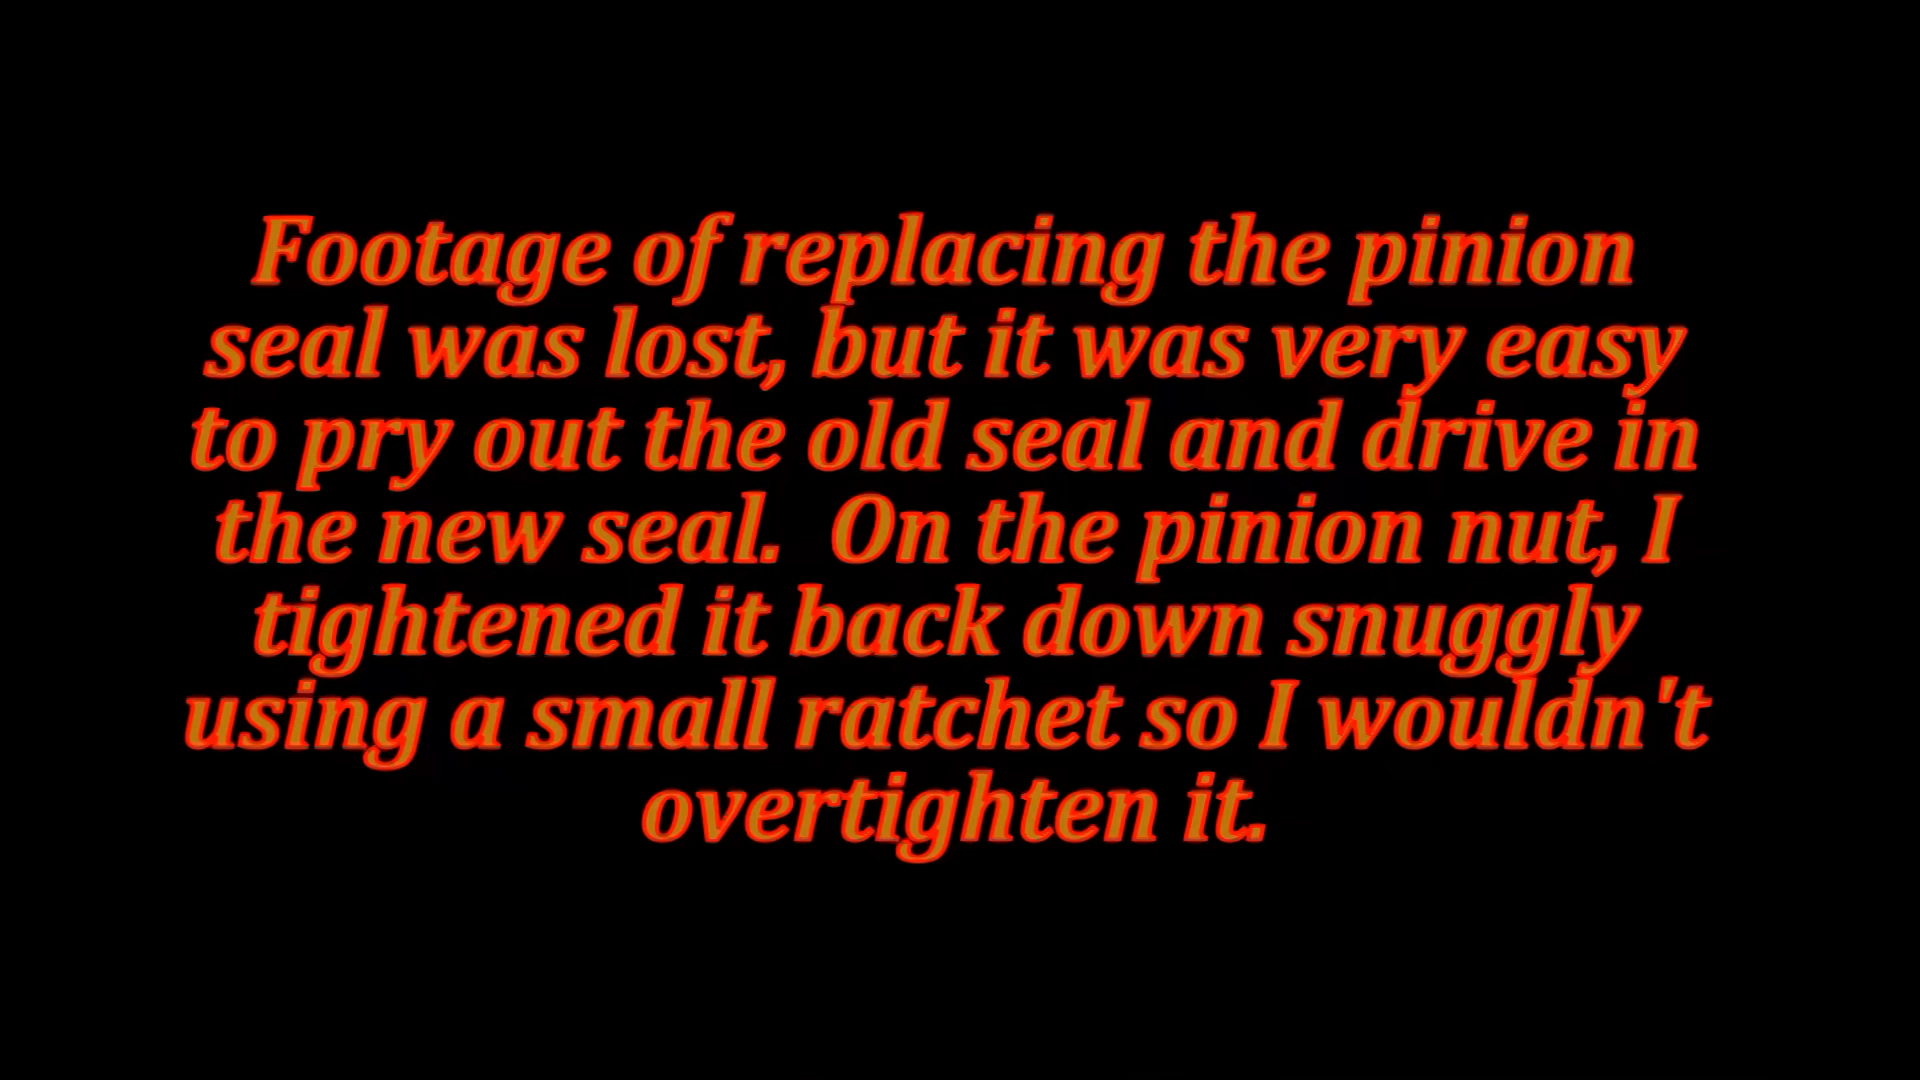 Footage of replacing the pinion
seal was lost, but it was very easy
to pry out the old seal and drive in
the new seal.  On the pinion nut, I
tightened it back down snuggly
using a small ratchet so I wouldn't
overtighten it.